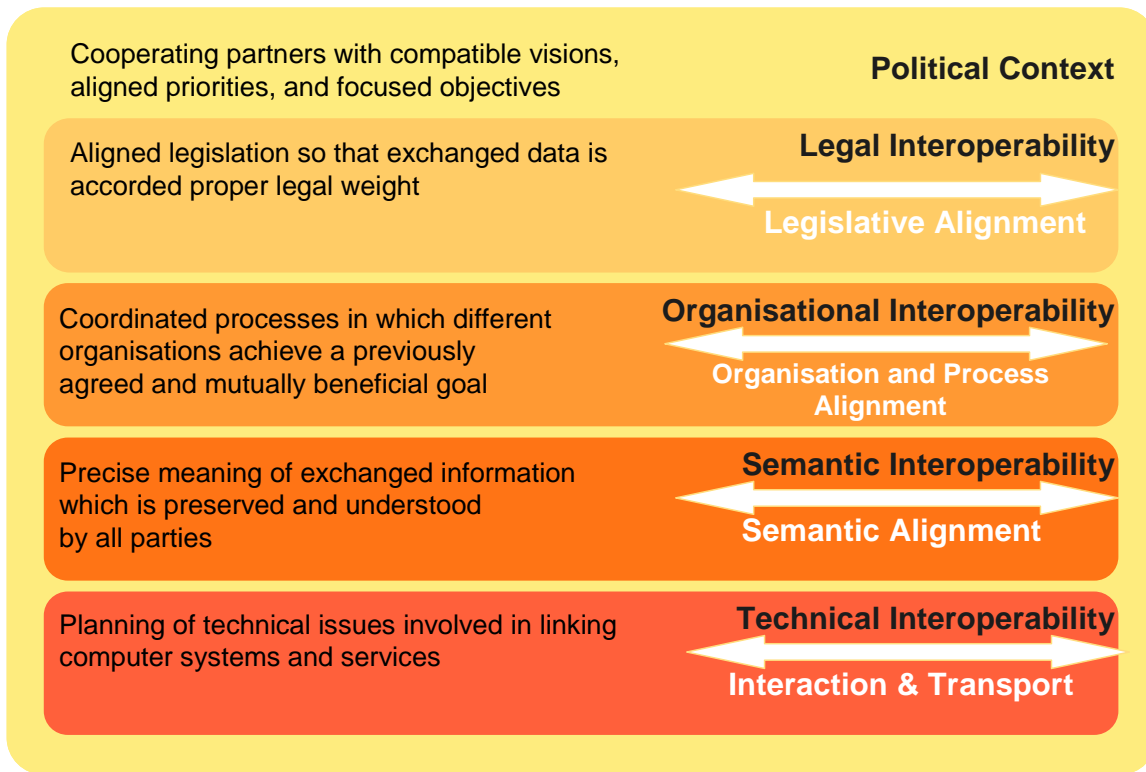 Cooperating partners with compatible visions,
aligned priorities, and focused objectives
Political Context
Aligned legislation so that exchanged data is
accorded proper legal weight
Legal Interoperability
Legislative Alignment
Coordinated processes in which different
organisations achieve a previously
agreed and mutually beneficial goal
Organisational Interoperability
Organisation and Process
Alignment
Precise meaning of exchanged information
which is preserved and understood
by all parties
Semantic Interoperability
Semantic Alignment
Planning of technical issues involved in linking
computer systems and services
Technical Interoperability
Interaction & Transport